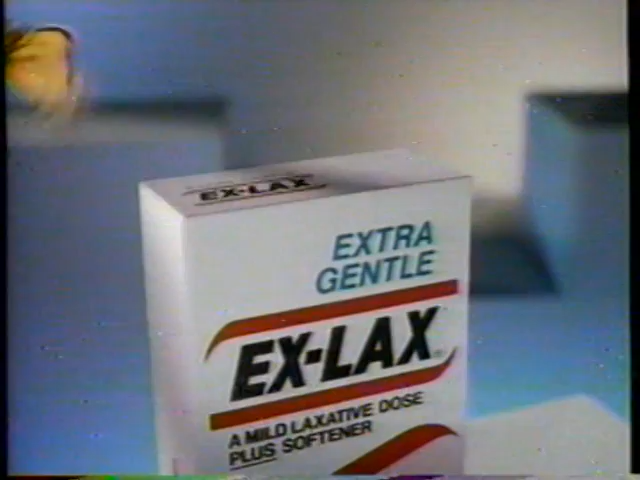 EX-LAX
EXTRA
GENTLE
EX-LAX
A MILD LAXATIVE DOSE
PLUS SOFTENER